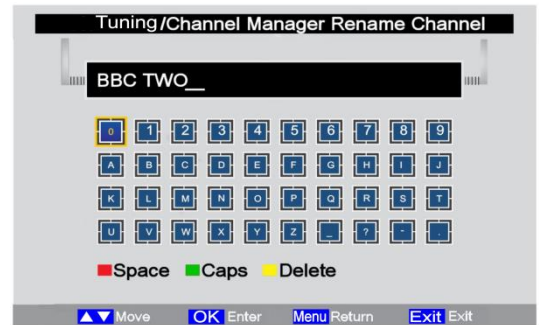 Tuning/Channel Manager Rename Channel
BBC TWO__
0 1 2 3 4 5 6 7 8 9
A B C D E F G H I J
K L M N O P Q R S T
U V W X Y Z _ ? - .
Space Caps Delete
▲▼ Move OK Enter Menu Return Exit Exit